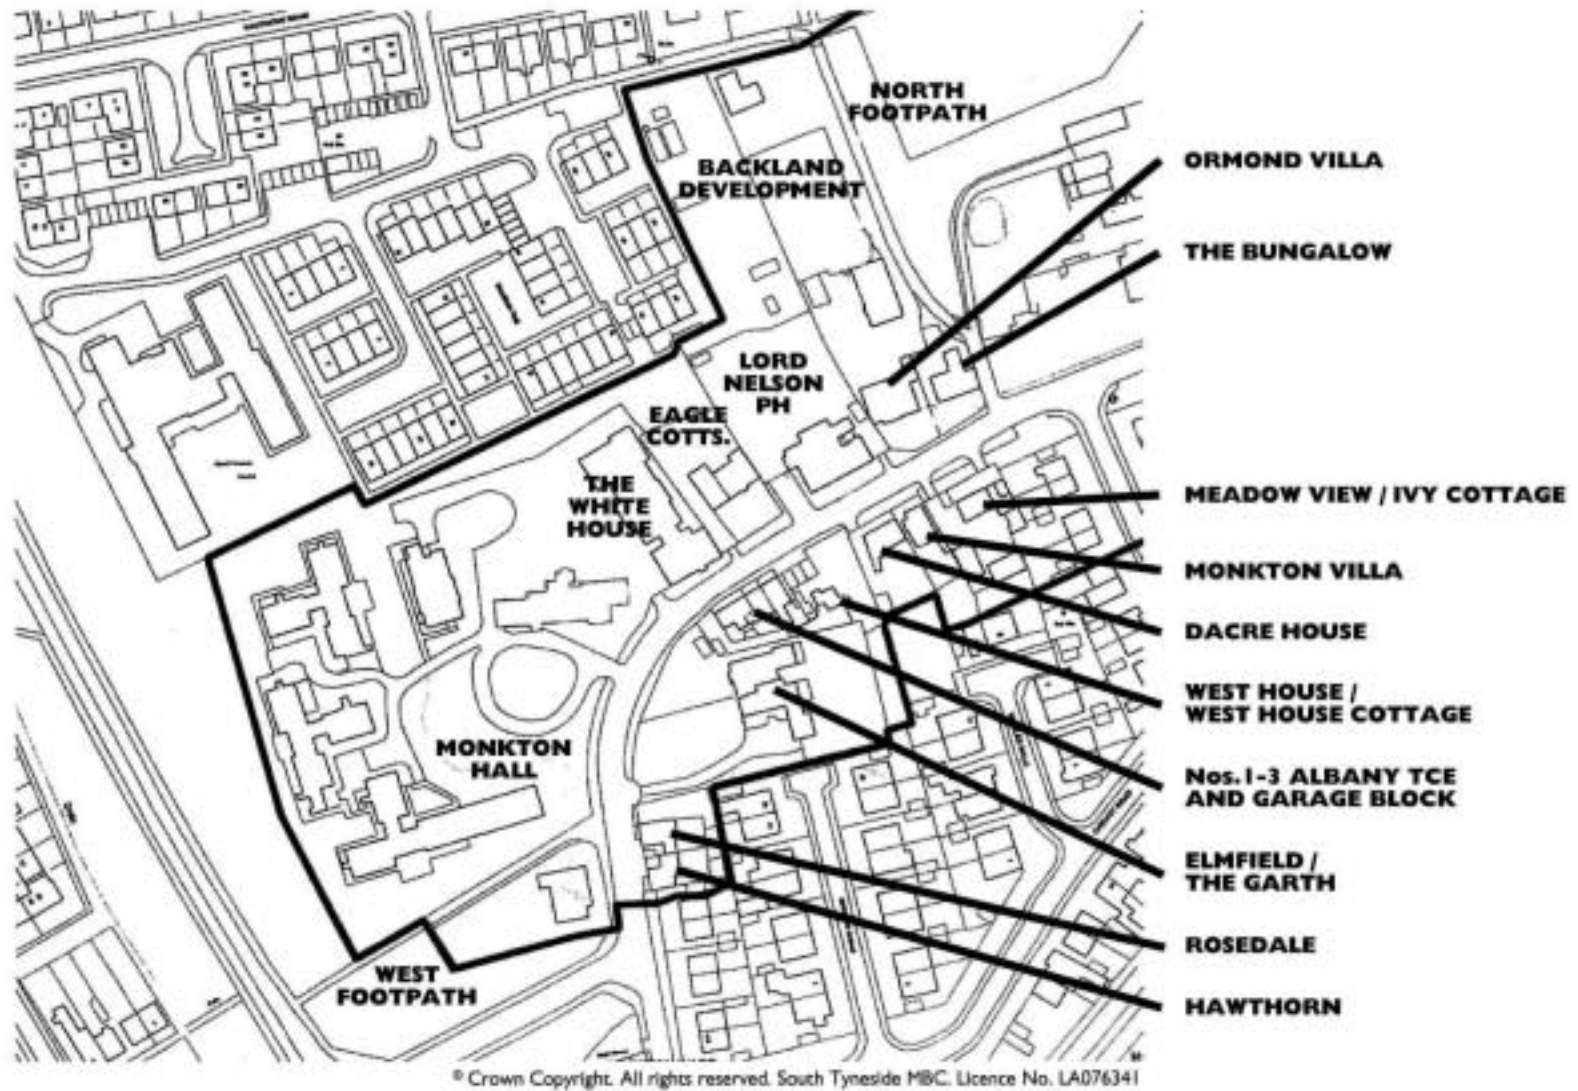 NORTH
FOOTPATH
BACKLAND
DEVELOPMENT
ORMOND VILLA
THE BUNGALOW
LORD
NELSON
PH
EAGLE
COTTS.
THE
WHITE
HOUSE
MEADOW VIEW / IVY COTTAGE
MONKTON VILLA
DACRE HOUSE
WEST HOUSE /
WEST HOUSE COTTAGE
MONKTON
HALL
Nos.1-3 ALBANY TCE
AND GARAGE BLOCK
ELMFIELD /
THE GARTH
ROSEDALE
WEST
FOOTPATH
HAWTHORN
© Crown Copyright. All rights reserved. South Tyneside MBC. Licence No. LA076341